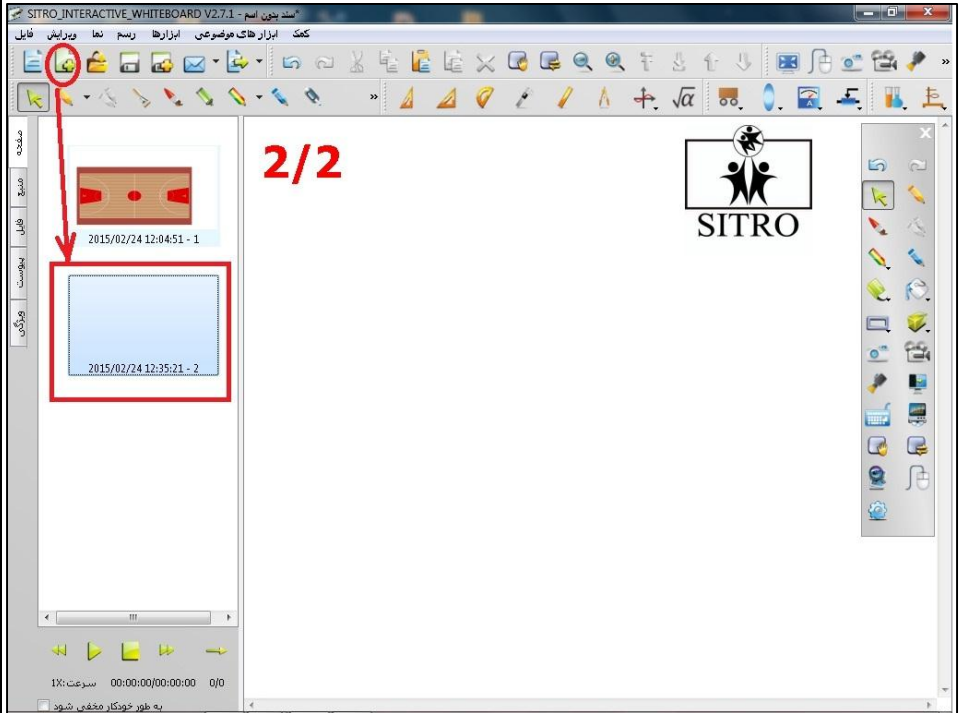 SITRO_INTERACTIVE_WHITEBOARD V2.7.1 - سند بدون اسم*
فایل ویرایش نما رسم ابزارها ابزار های موضوعی کمک
صفحه
منبع
فایل
پیوست
ویژگی
2015/02/24 12:04:51 - 1
2015/02/24 12:35:21 - 2
2/2
SITRO
√α
A
سرعت:1X 00:00:00/00:00:00 0/0
به طور خودکار مخفی شود